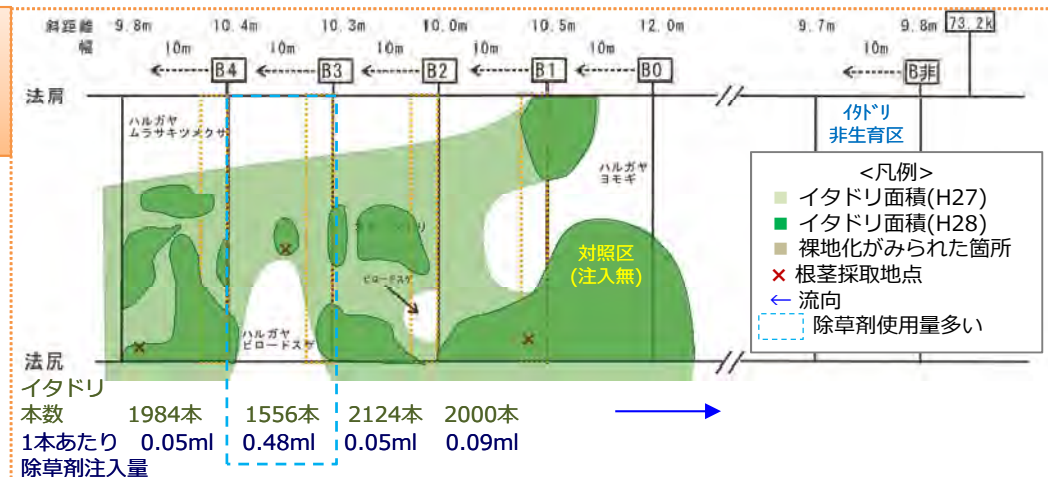 斜距離 9.8m 10.4m 10.3m 10.0m 10.5m 12.0m 9.7m 9.8m 73.2k
幅 10m 10m 10m 10m 10m 10m
B4 B3 B2 B1 B0 B非
法肩
ハルガヤ
ムラサキツメクサ
イタドリ
非生育区
ハルガヤ
ヨモギ
<凡例>
イタドリ面積(H27)
イタドリ面積(H28)
裸地化がみられた箇所
× 根茎採取地点
← 流向
除草剤使用量多い
対照区
(注入無)
ビロードスゲ
ハルガヤ
ビロードスゲ
法尻
イタドリ
本数 1984本 1556本 2124本 2000本
1本あたり 0.05ml 0.48ml 0.05ml 0.09ml
除草剤注入量